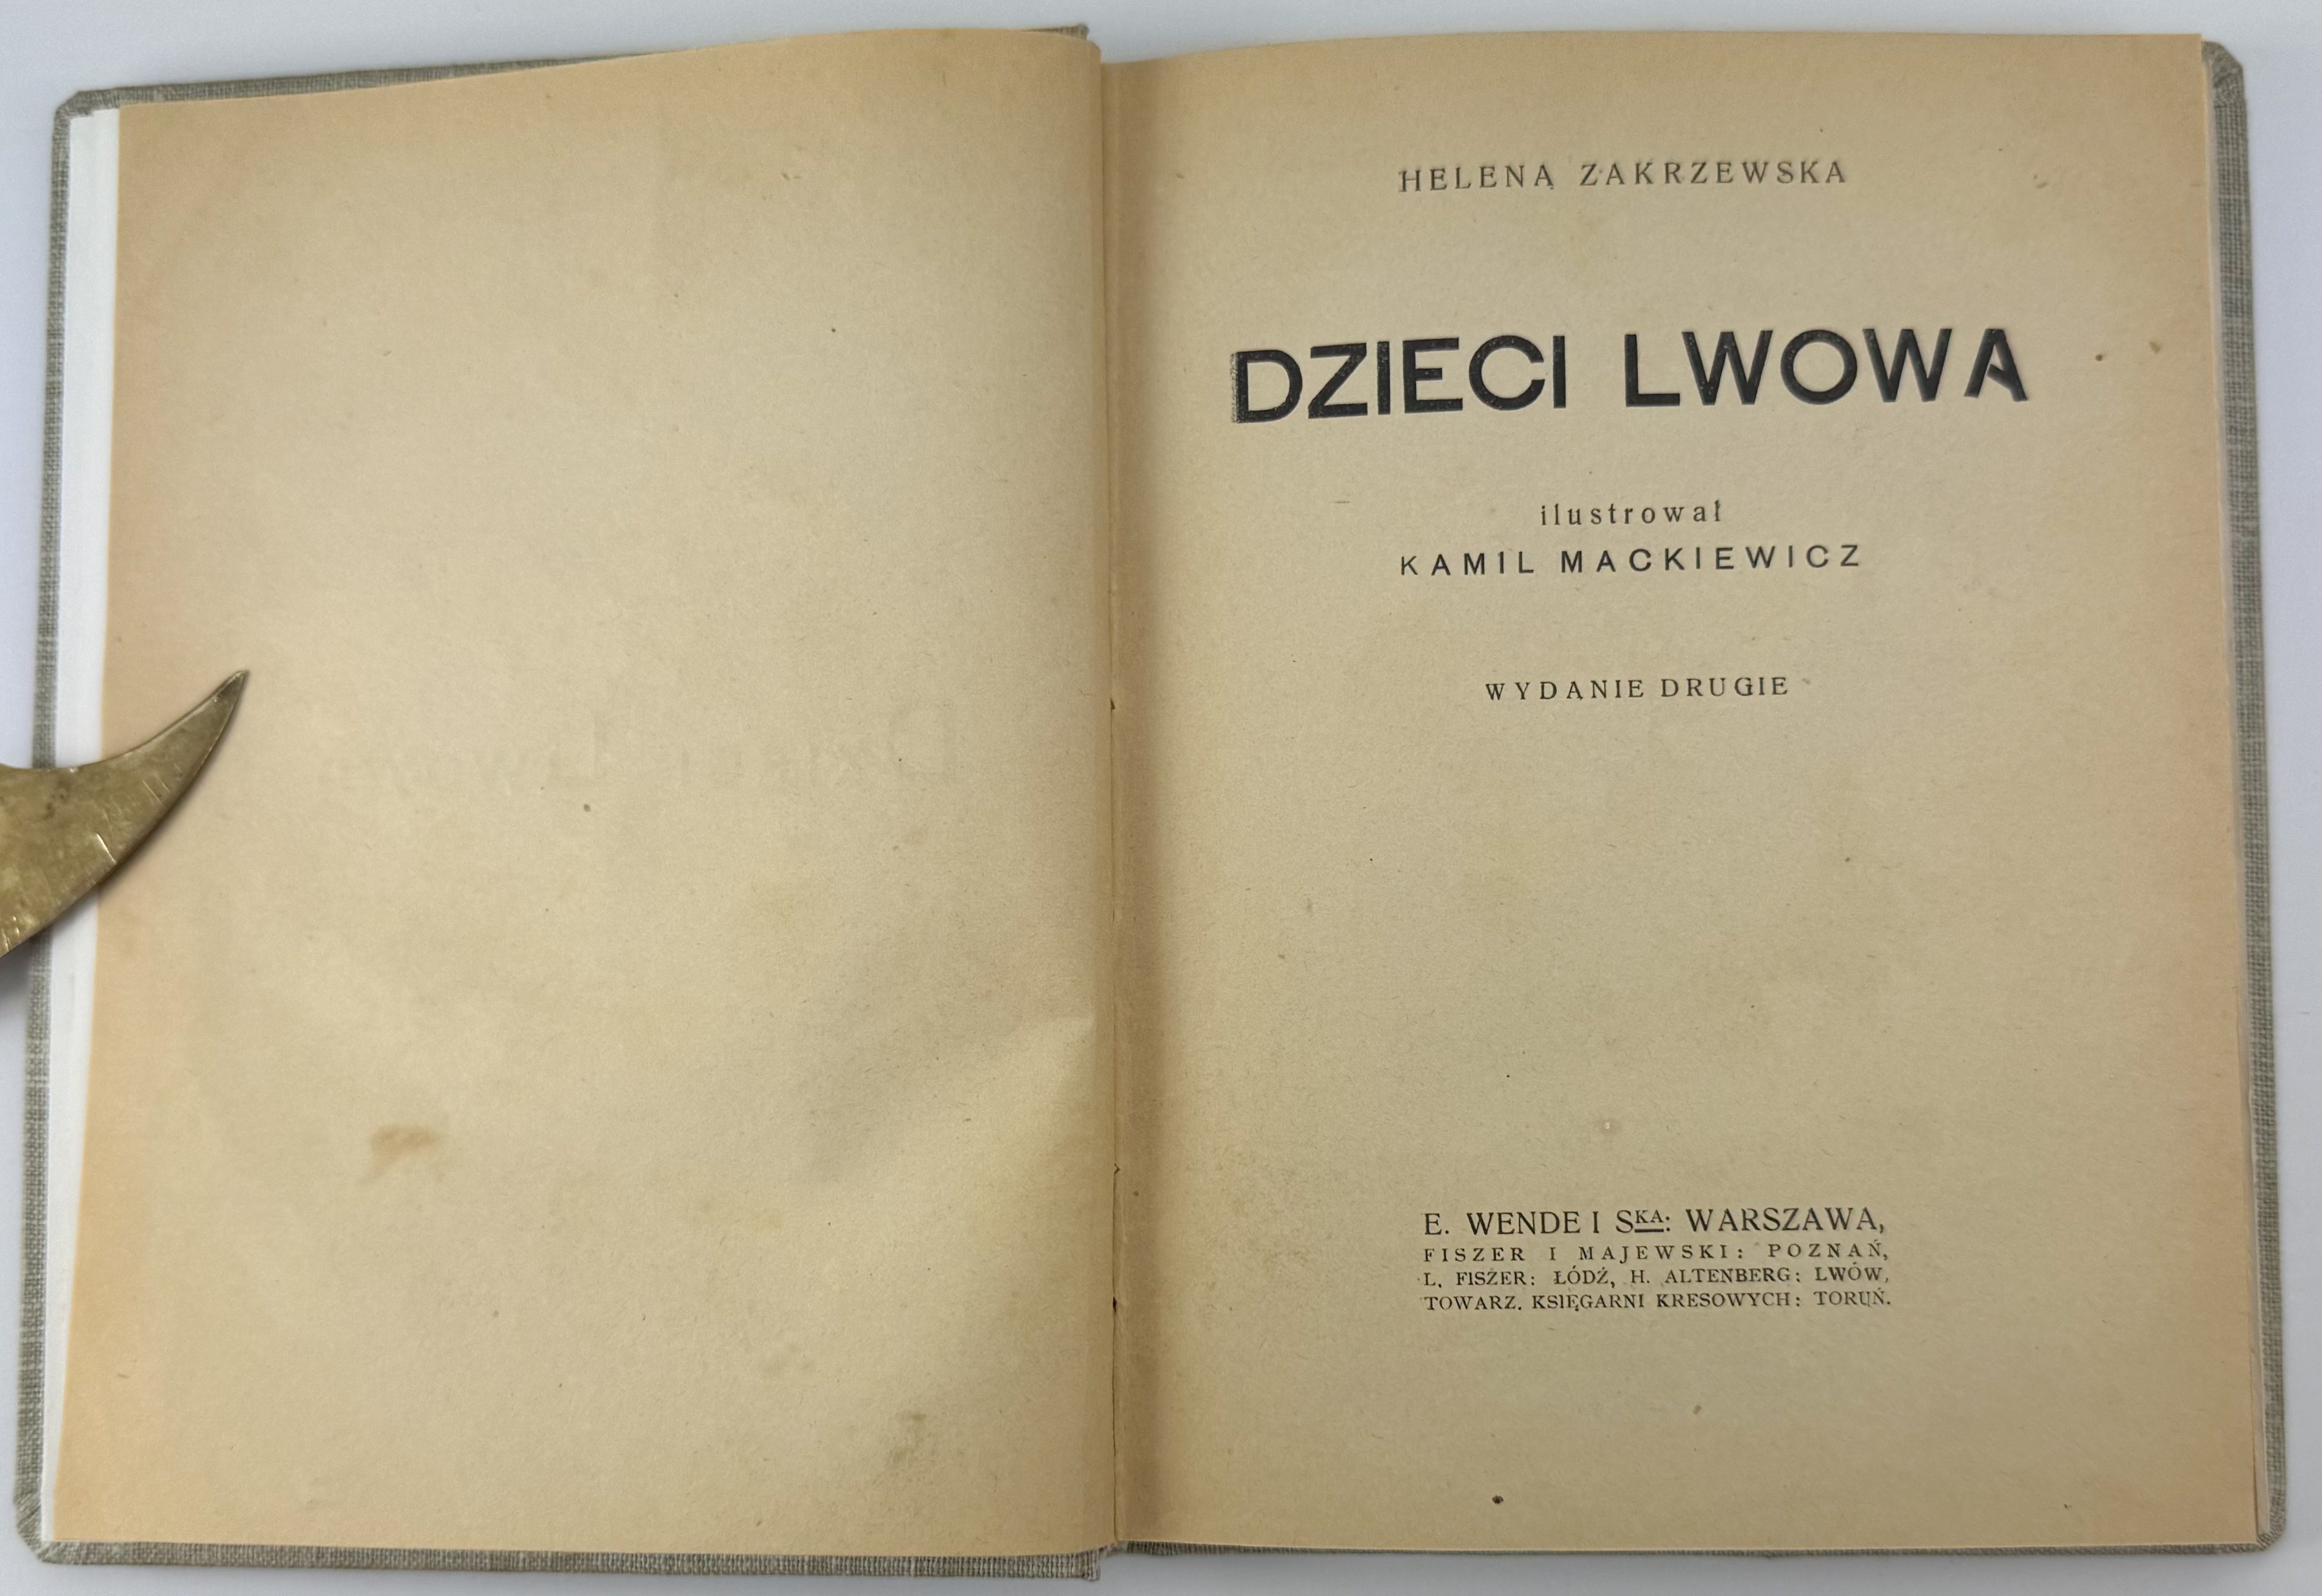 HELENA ZAKRZEWSKA
DZIECI LWOWA
ilustrował
KAMIL MACKIEWICZ
WYDANIE DRUGIE
E. WENDE I SKA: WARSZAWA,
FISZER I MAJEWSKI: POZNAŃ,
L. FISZER: ŁÓDŹ, H. ALTENBERG: LWÓW,
TOWARZ. KSIĘGARNI KRESOWYCH: TORUŃ.